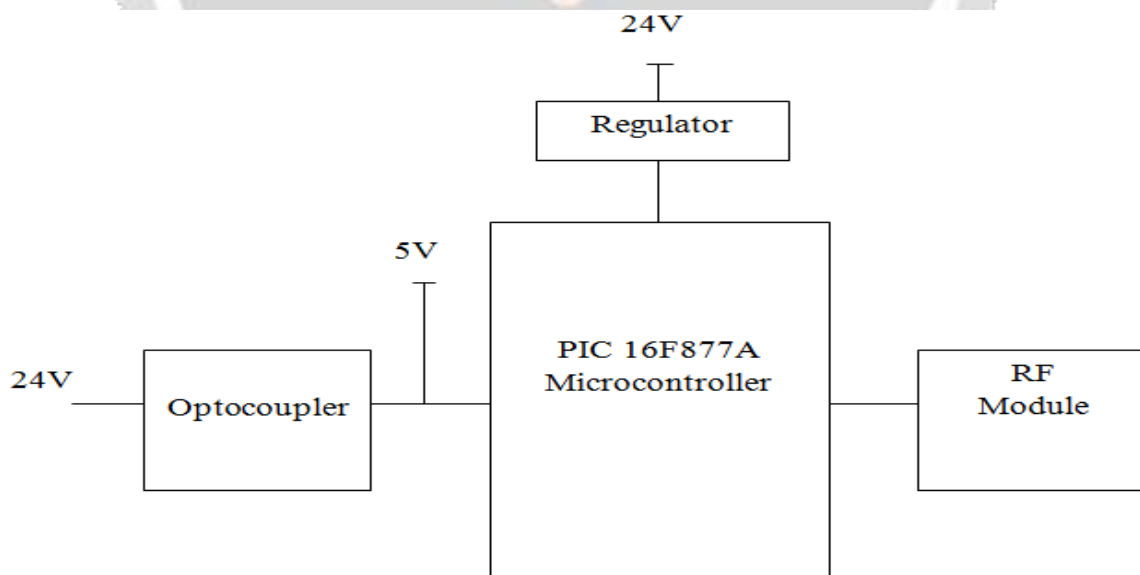 24V
Regulator
5V
PIC 16F877A
Microcontroller
24V
Optocoupler
RF
Module